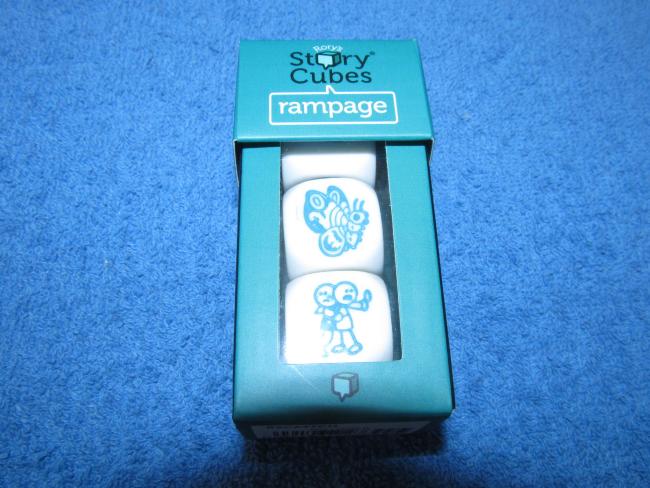 Rory's
Story®
Cubes
rampage